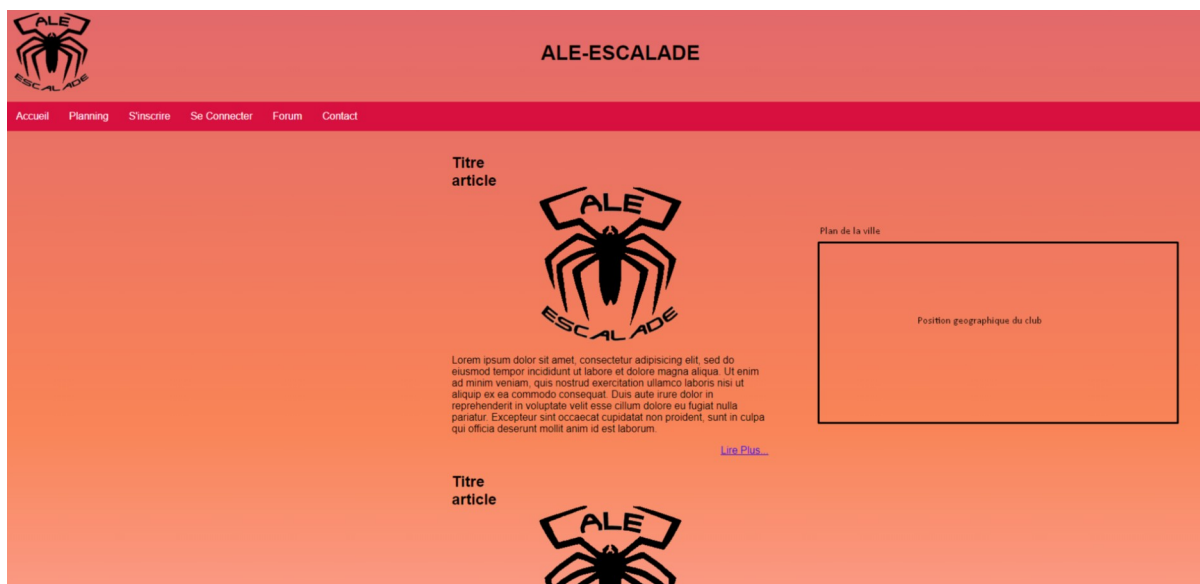 ALE
ESCALADE
ALE-ESCALADE
Accueil Planning S'inscrire Se Connecter Forum Contact
Titre
article
ALE
ESCALADE
Lorem ipsum dolor sit amet, consectetur adipisicing elit, sed do
eiusmod tempor incididunt ut labore et dolore magna aliqua. Ut enim
ad minim veniam, quis nostrud exercitation ullamco laboris nisi ut
aliquip ex ea commodo consequat. Duis aute irure dolor in
reprehenderit in voluptate velit esse cillum dolore eu fugiat nulla
pariatur. Excepteur sint occaecat cupidatat non proident, sunt in culpa
qui officia deserunt mollit anim id est laborum.
Lire Plus...
Titre
article
ALE
Plan de la ville
Position geographique du club